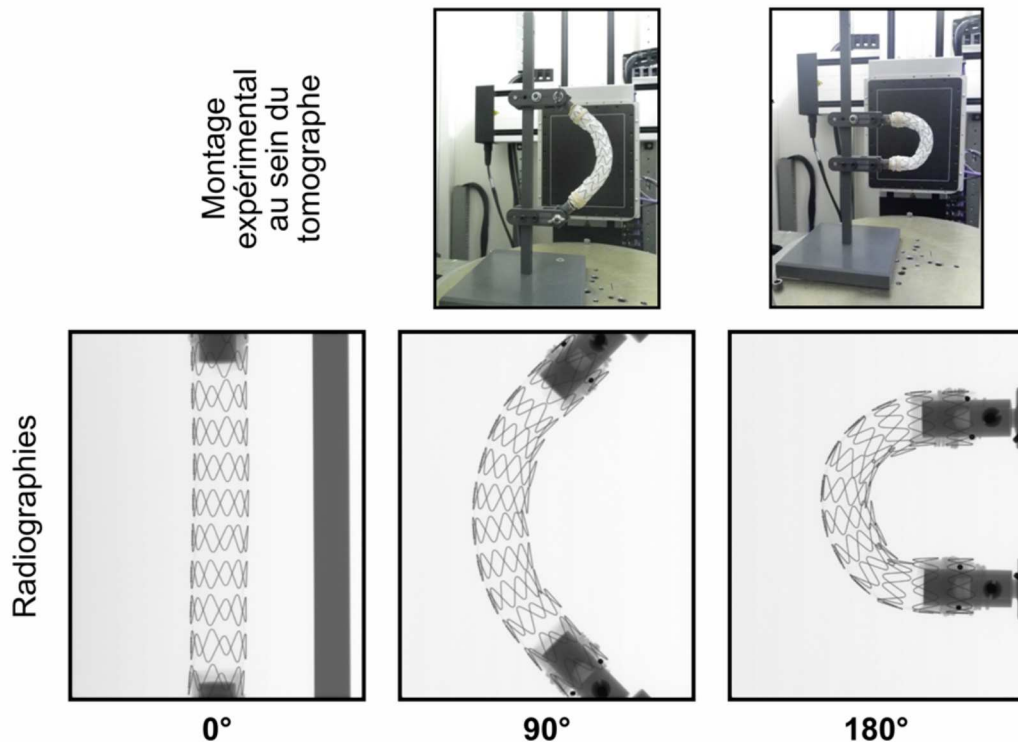 Montage
expérimental
au sein du
tomographe
Radiographies
0°
90°
180°